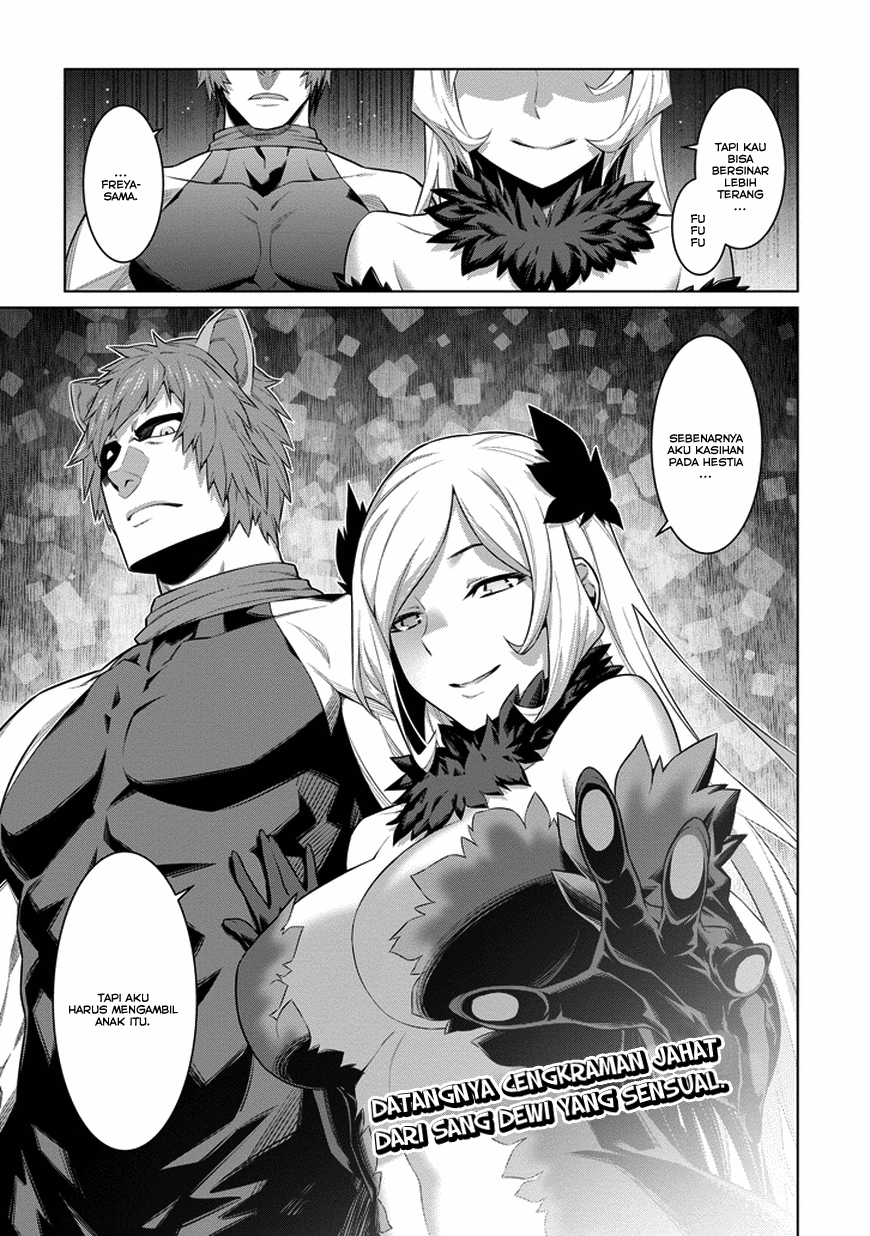 TAPI KAU
BISA
BERSINAR
LEBIH
TERANG
...
FU
FU
FU
...
FREYA-
SAMA.
SEBENARNYA
AKU KASIHAN
PADA HESTIA
...
TAPI AKU
HARUS MENGAMBIL
ANAK ITU.
DATANGNYA CENGKRAMAN JAHAT
DARI SANG DEWI YANG SENSUAL.